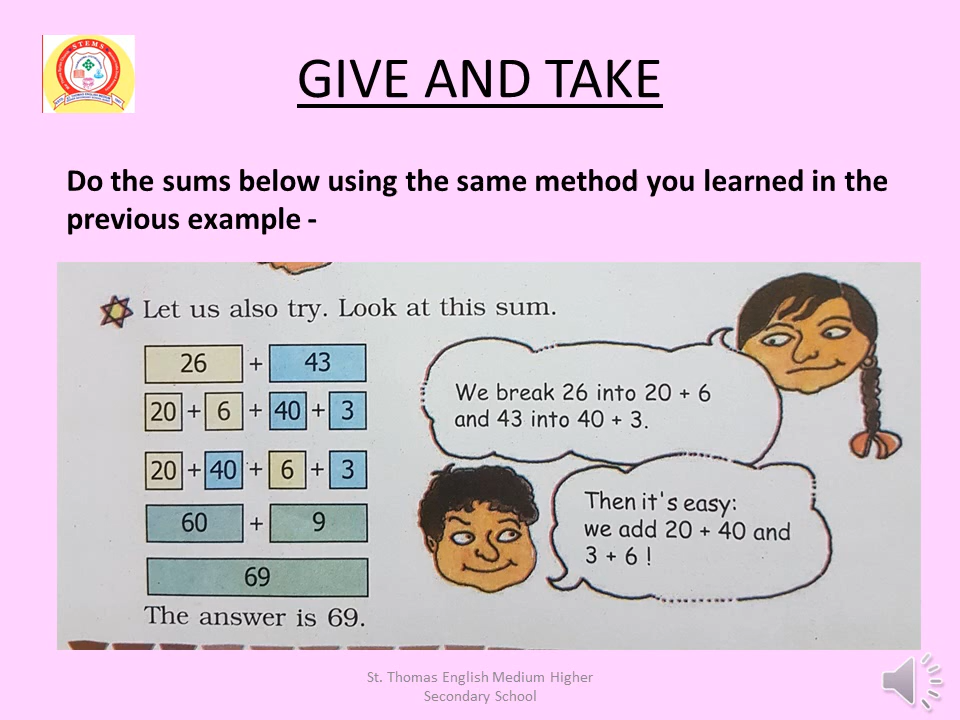 STEMS
GIVE AND TAKE
Do the sums below using the same method you learned in the
previous example -
Let us also try. Look at this sum.
26 + 43
20 + 6 + 40 + 3
20 + 40 + 6 + 3
60 + 9
69
The answer is 69.
We break 26 into 20 + 6
and 43 into 40 + 3.
Then it's easy:
we add 20 + 40 and
3 + 6 !
St. Thomas English Medium Higher
Secondary School